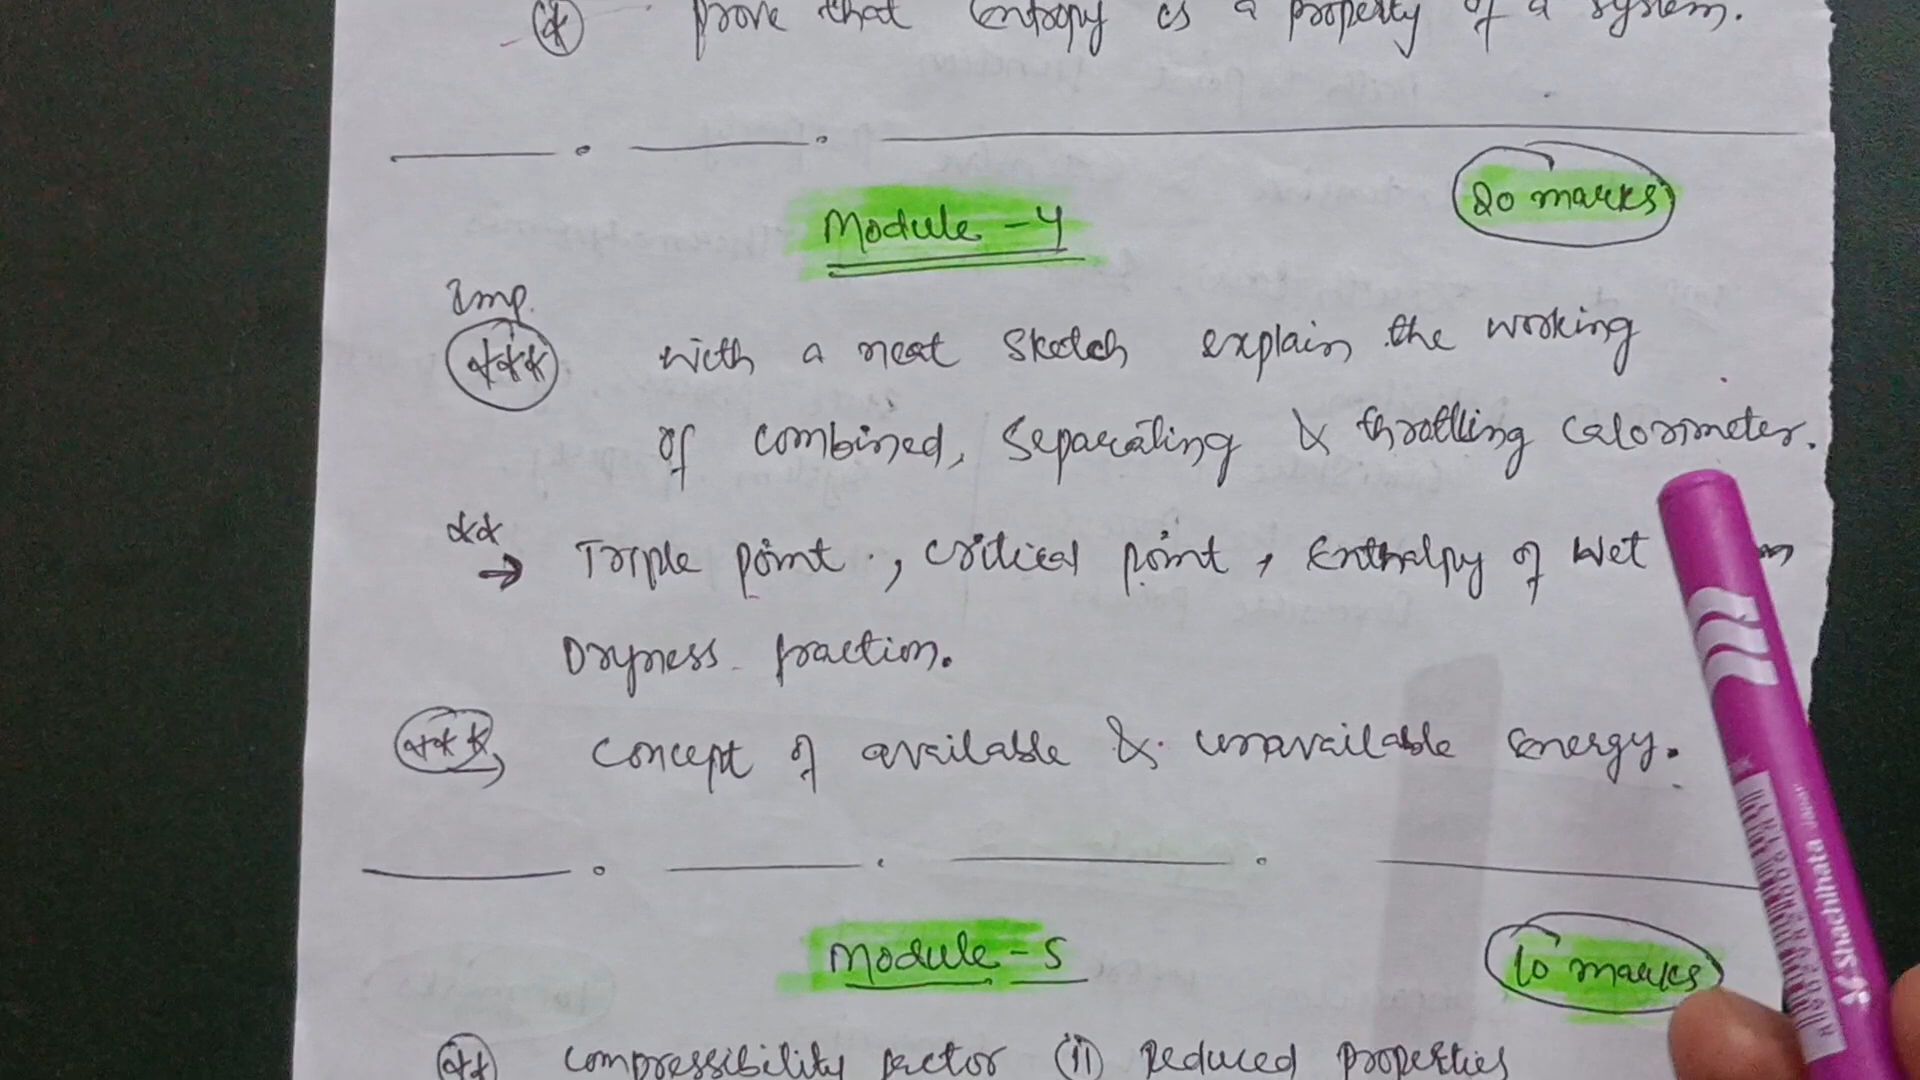 * Prove that Entropy is a property of a system.
Module - 4
20 marks
Imp.
*** with a neat sketch explain the working
of combined, Separating & throttling calorimeter.
** → Triple point, critical point, Enthalpy of Wet
Dryness fraction.
*** Concept of available & unavailable energy.
Module - 5
10 marks
** Compressibility factor (ii) Reduced properties
Shachihata